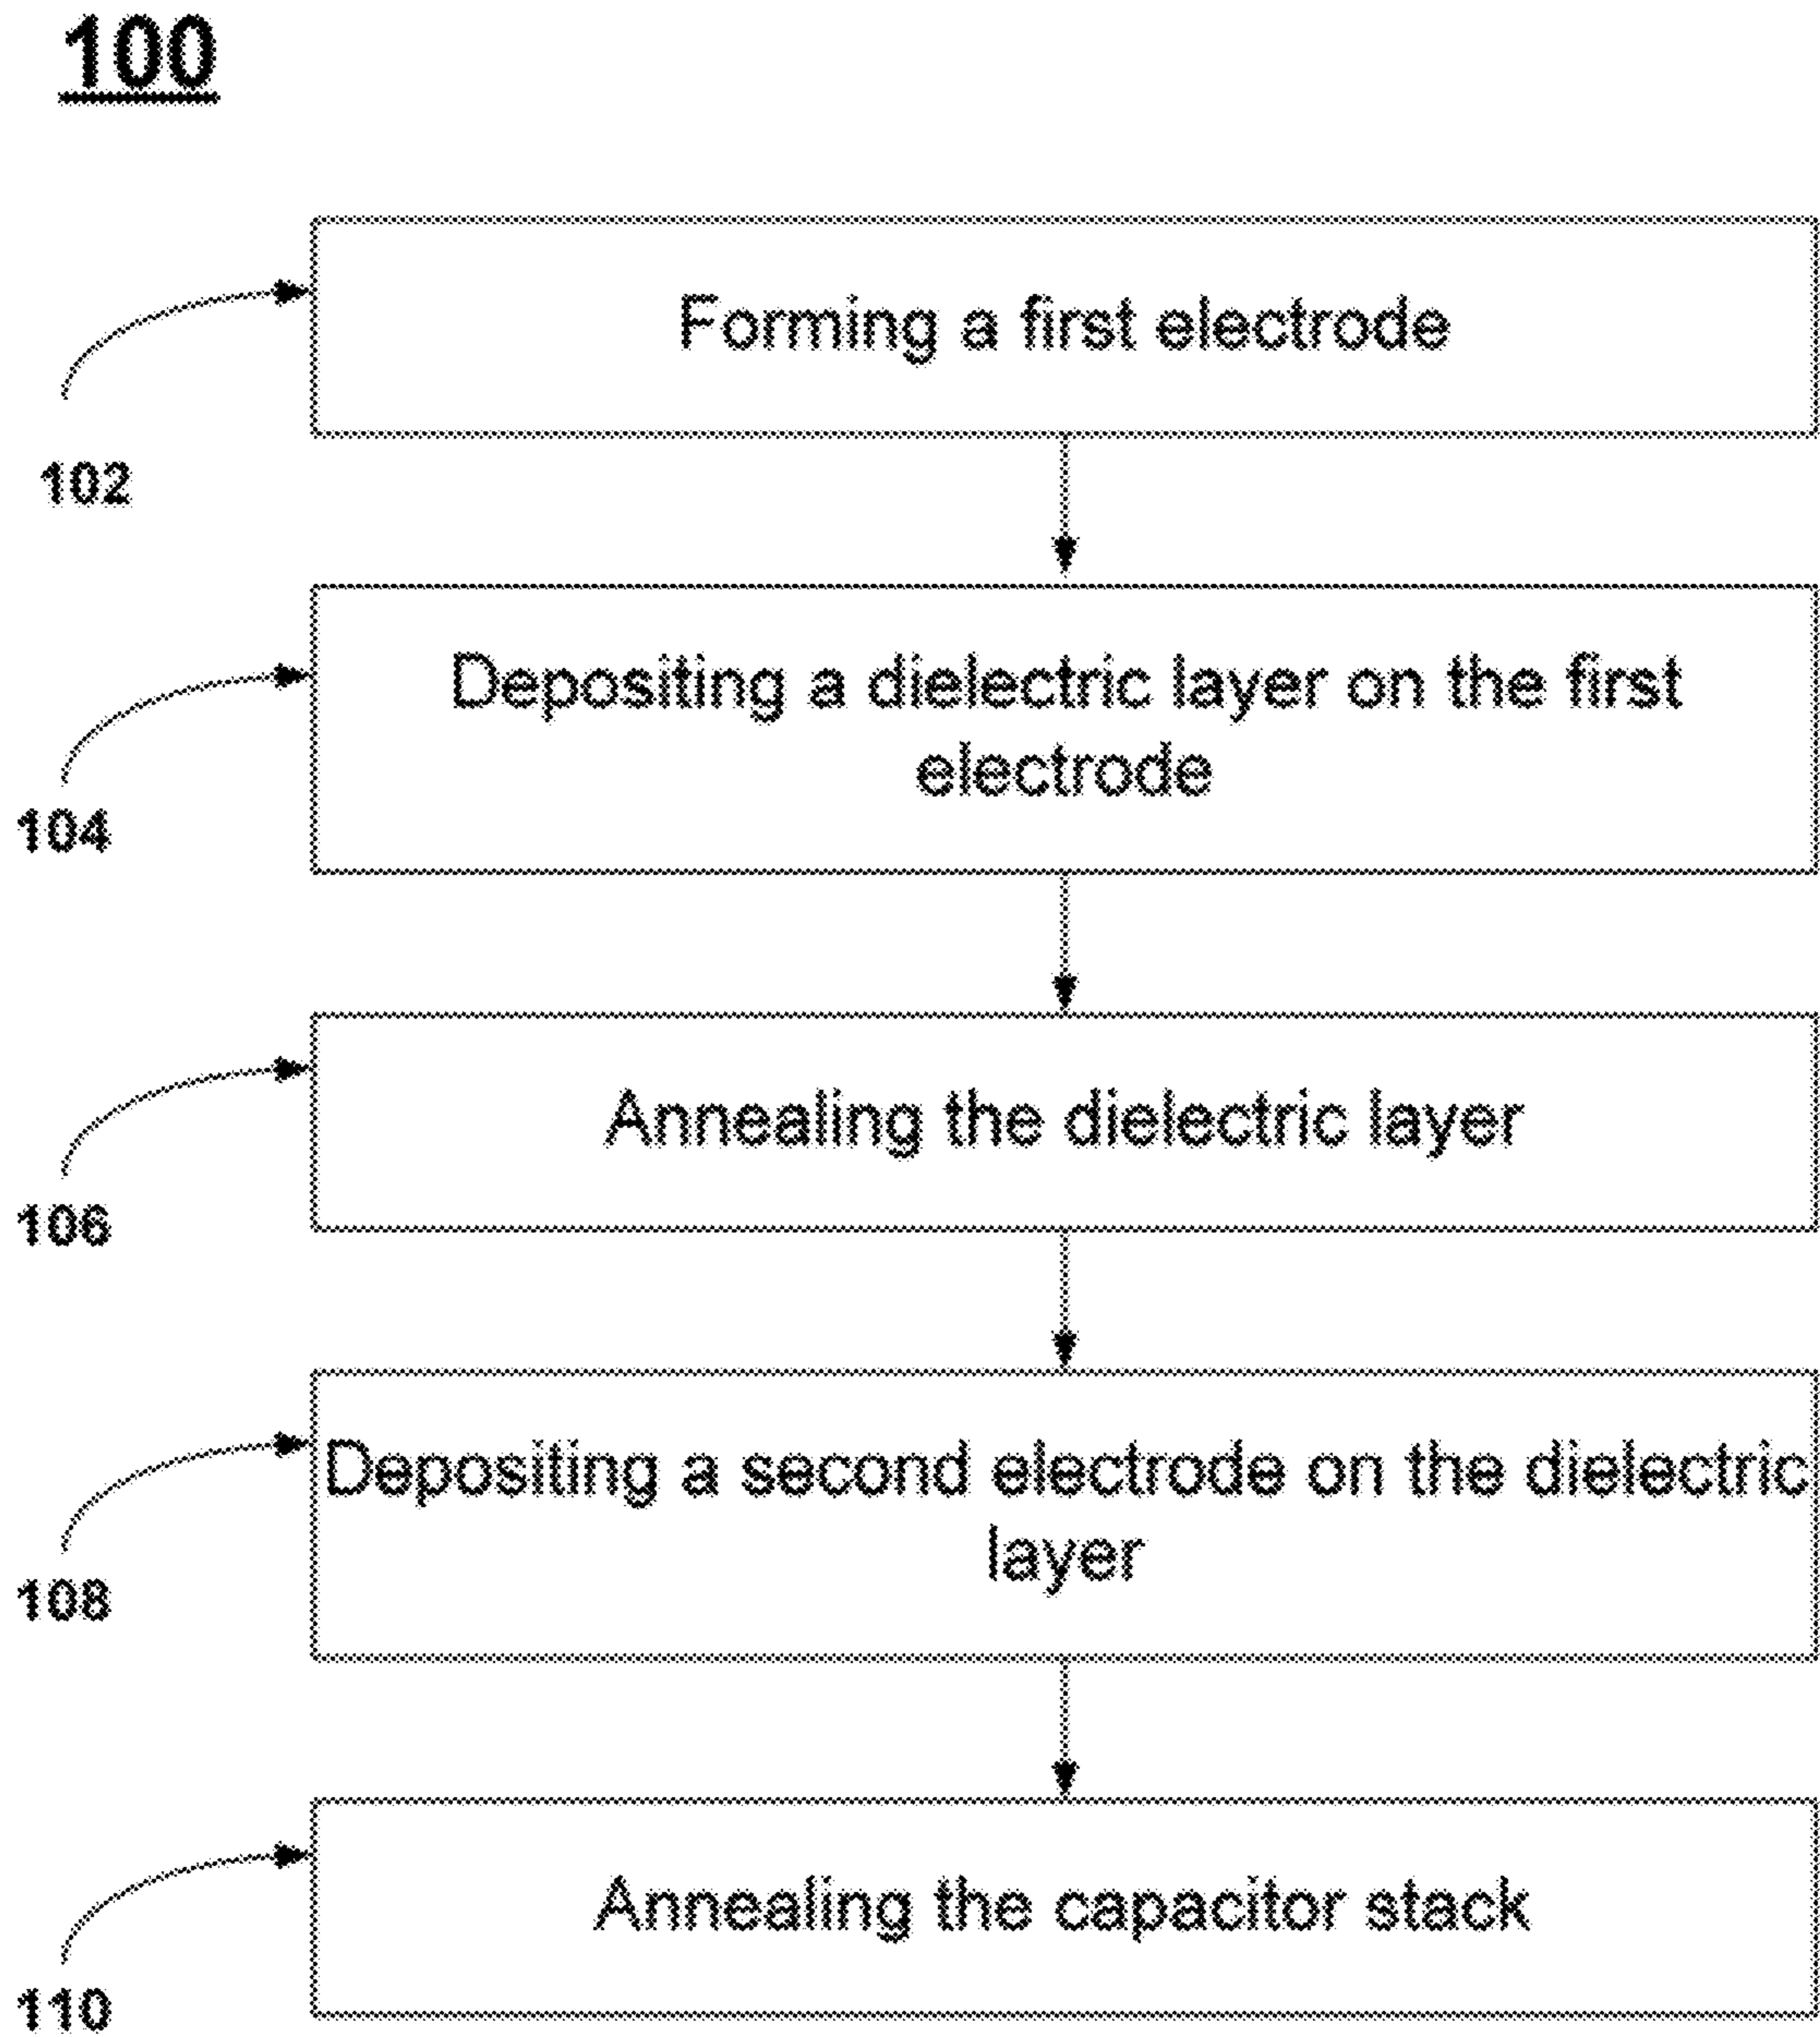 100
Forming a first electrode
102
Depositing a dielectric layer on the first
electrode
104
Annealing the dielectric layer
106
Depositing a second electrode on the dielectric
layer
108
Annealing the capacitor stack
110